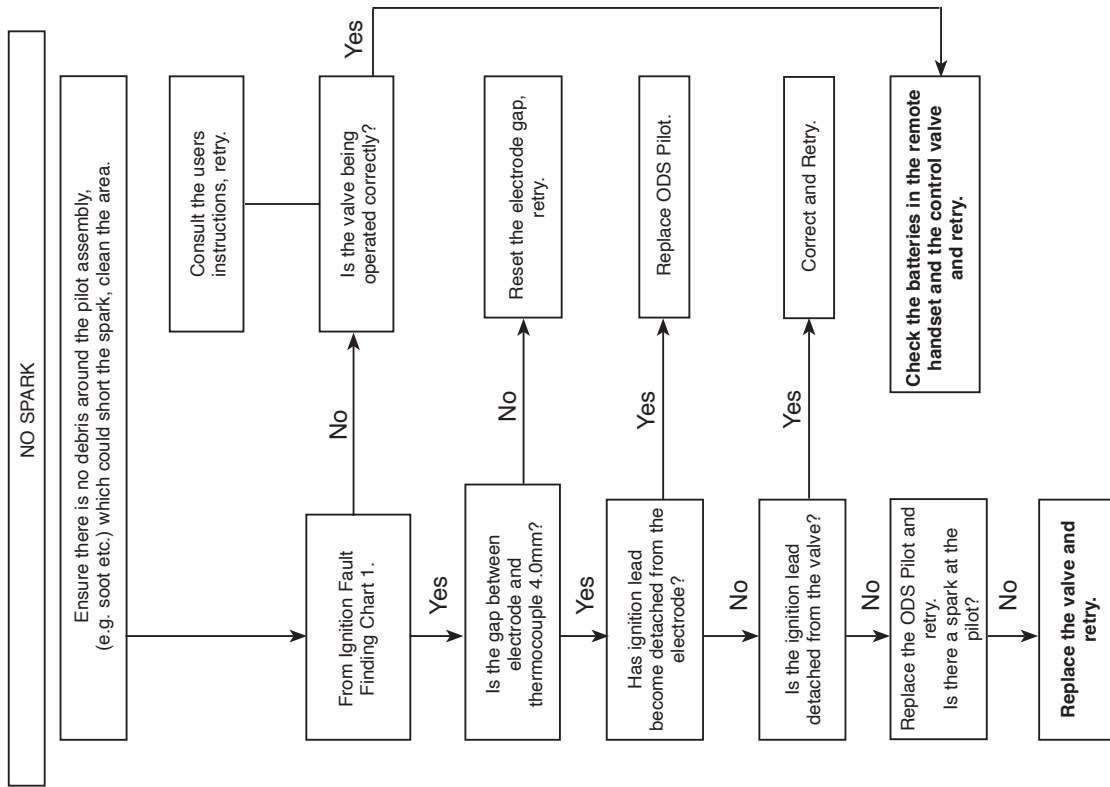 NO SPARK
Ensure there is no debris around the pilot assembly,
(e.g. soot etc.) which could short the spark, clean the area.
Consult the users
instructions, retry.
From Ignition Fault
Finding Chart 1.
No
Is the valve being
operated correctly?
Yes
Yes
Is the gap between
electrode and
thermocouple 4.0mm?
No
Reset the electrode gap,
retry.
Yes
Has ignition lead
become detached from the
electrode?
Yes
Replace ODS Pilot.
No
Is the ignition lead
detached from the valve?
Yes
Correct and Retry.
No
Replace the ODS Pilot and
retry.
Is there a spark at the
pilot?
Check the batteries in the remote
handset and the control valve
and retry.
No
Replace the valve and
retry.